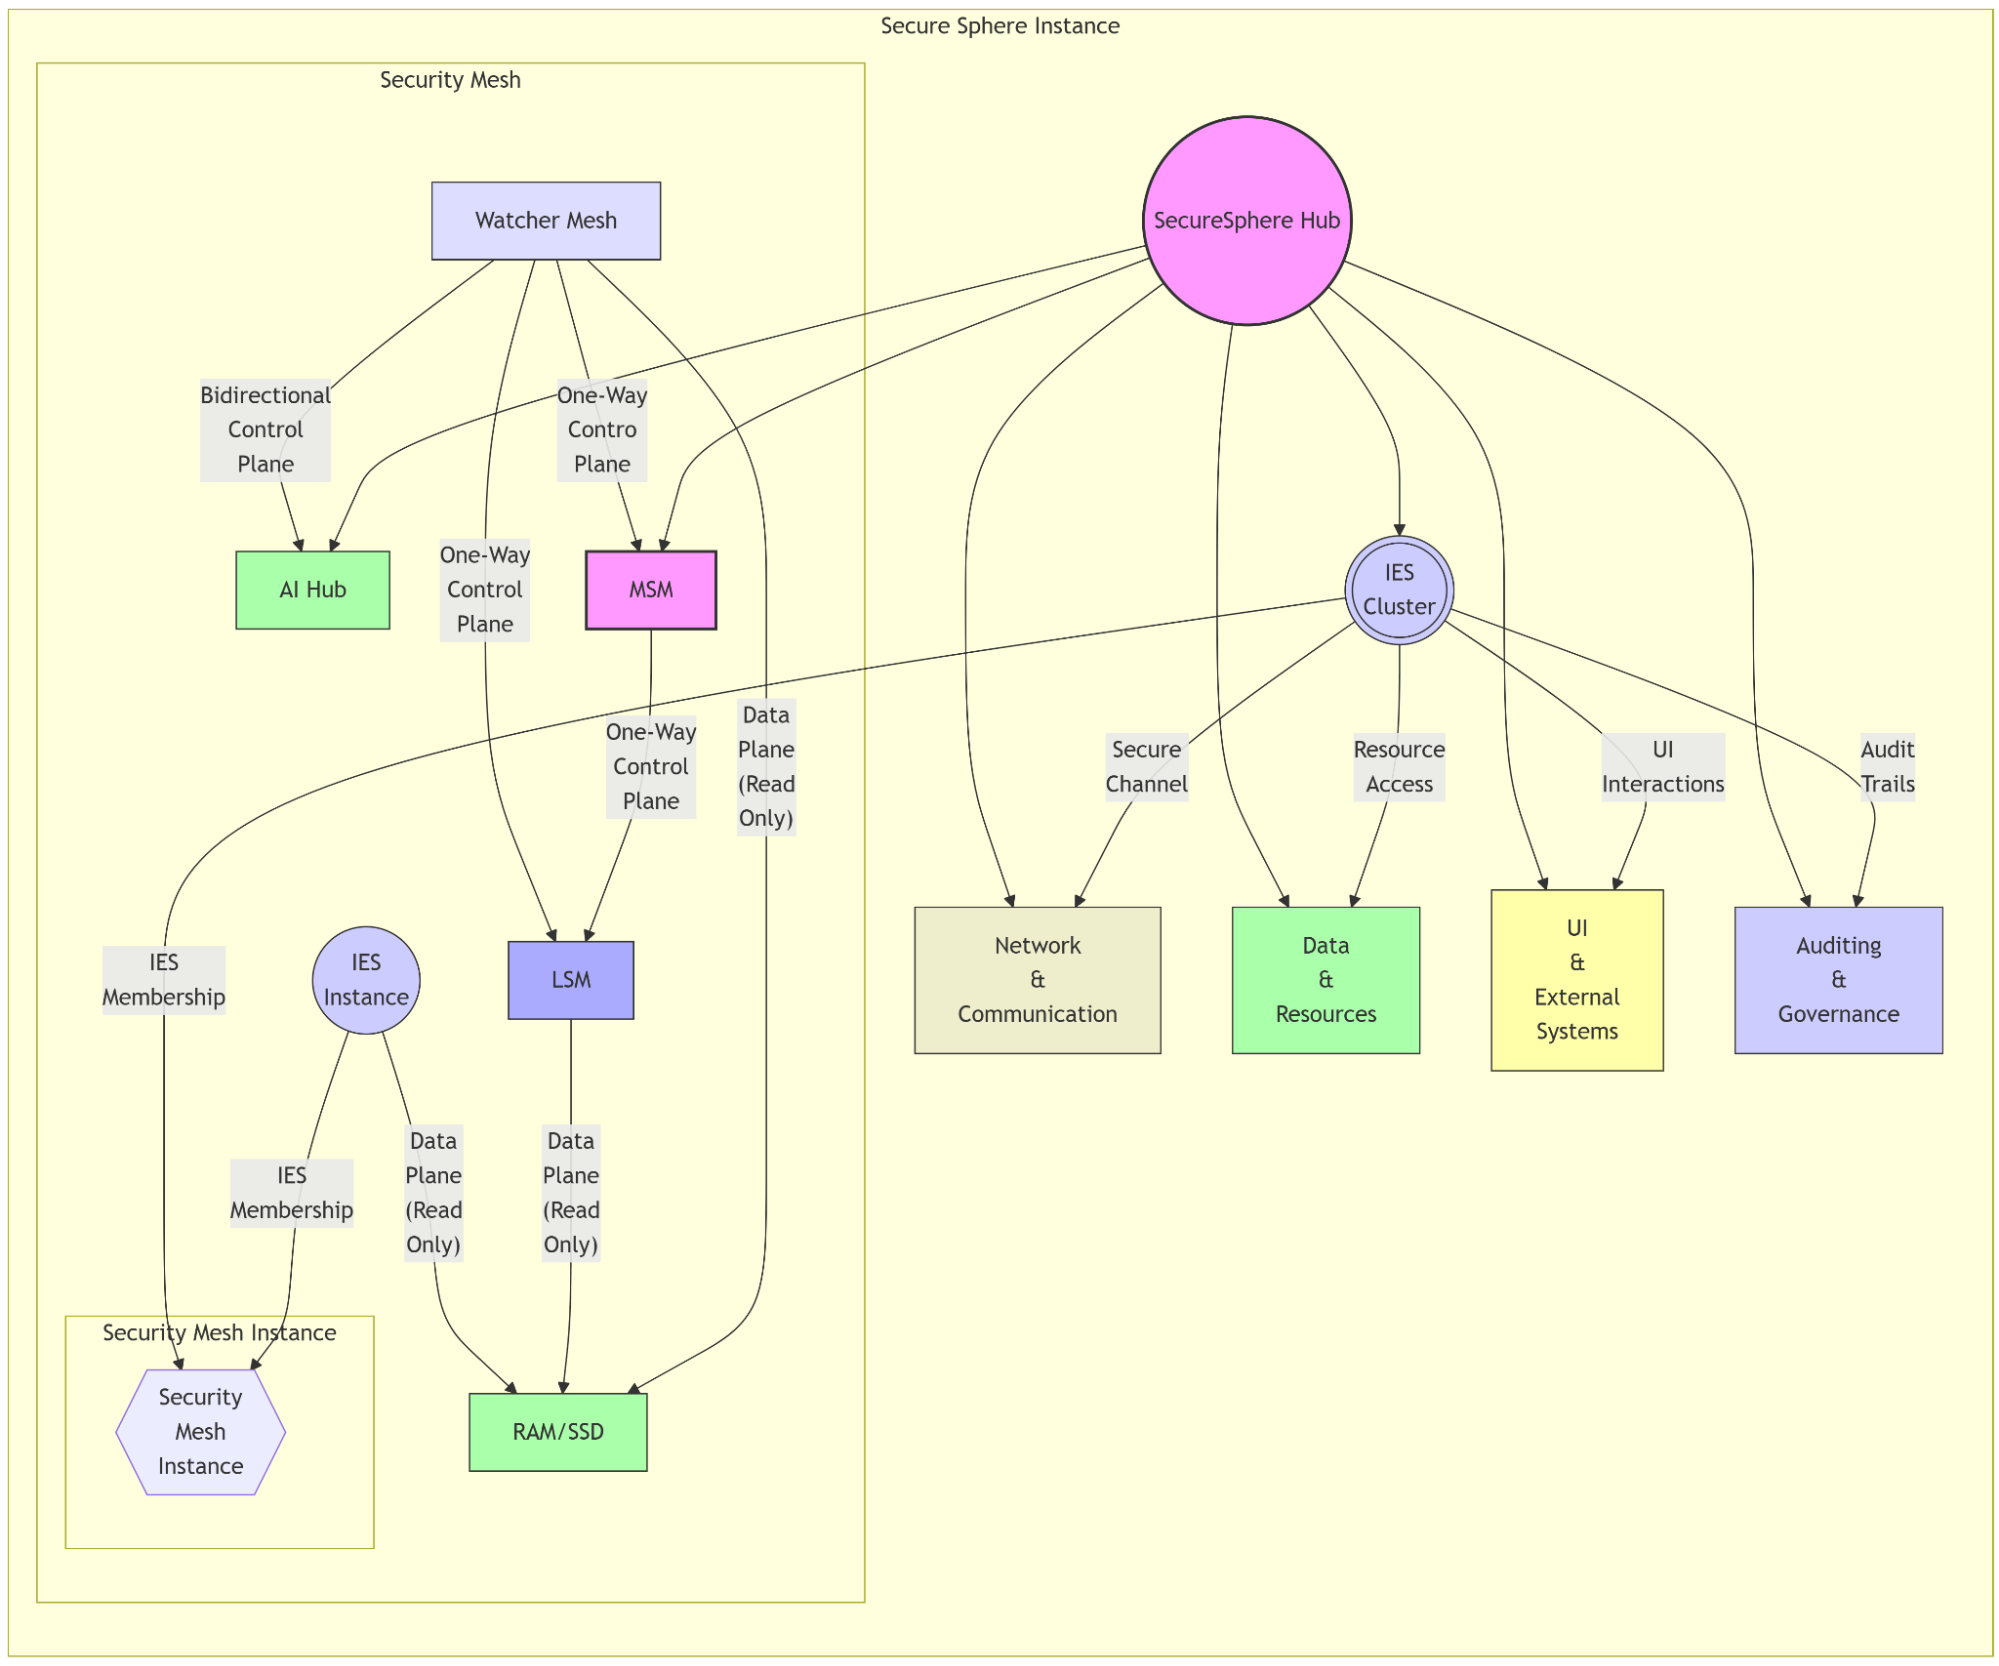 Secure Sphere Instance
Security Mesh
Watcher Mesh
SecureSphere Hub
Bidirectional
Control
Plane
One-Way
Contro
Plane
One-Way
Control
Plane
AI Hub
MSM
IES
Cluster
One-Way
Control
Plane
Data
Plane
(Read
Only)
Secure
Channel
Resource
Access
UI
Interactions
Audit
Trails
IES
Membership
IES
Instance
LSM
Network
&
Communication
Data
&
Resources
UI
&
External
Systems
Auditing
&
Governance
IES
Membership
Data
Plane
(Read
Only)
Data
Plane
(Read
Only)
Security Mesh Instance
Security
Mesh
Instance
RAM/SSD